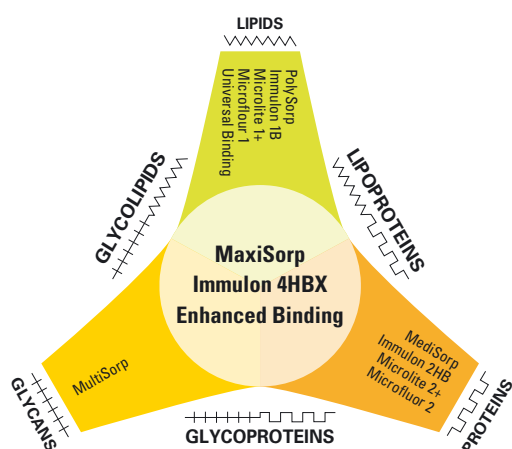 LIPIDS
PolySorp
Immulon 1B
Microlite 1+
Microflour 1
Universal Binding
GLYCOLIPIDS
LIPOPROTEINS
MaxiSorp
Immulon 4HBX
Enhanced Binding
MultiSorp
MediSorp
Immulon 2HB
Microlite 2+
Microfluor 2
GLYCANS
GLYCOPROTEINS
PROTEINS